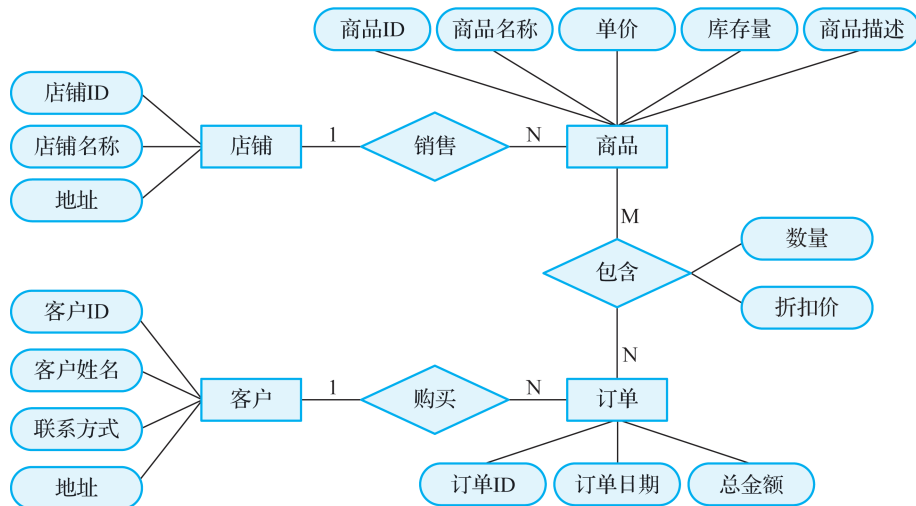 商品ID 商品名称 单价 库存量 商品描述
店铺ID
店铺名称
地址
店铺 1 销售 N 商品
M
包含
数量
折扣价
N
客户ID
客户姓名
联系方式
地址
客户 1 购买 N 订单
订单ID 订单日期 总金额